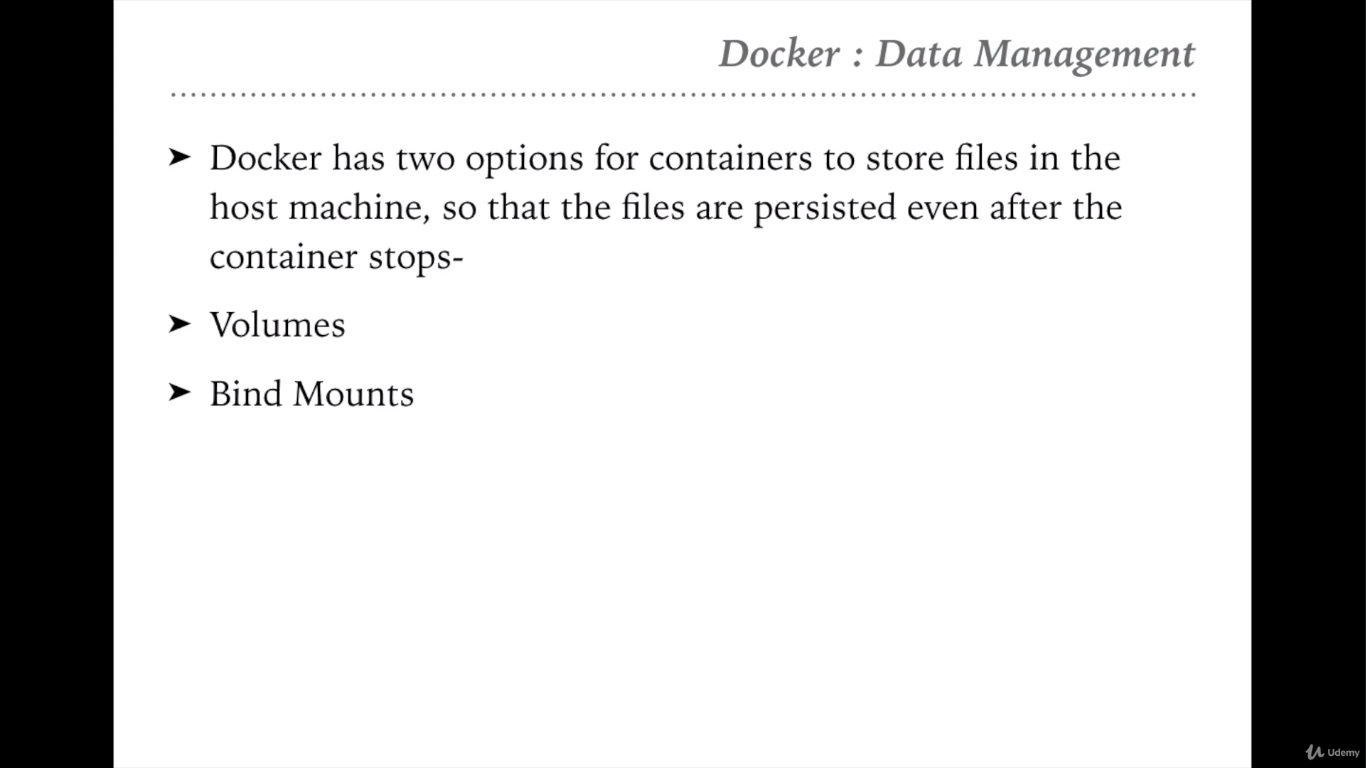 Docker : Data Management
➤ Docker has two options for containers to store files in the
host machine, so that the files are persisted even after the
container stops-
➤ Volumes
➤ Bind Mounts
Udemy